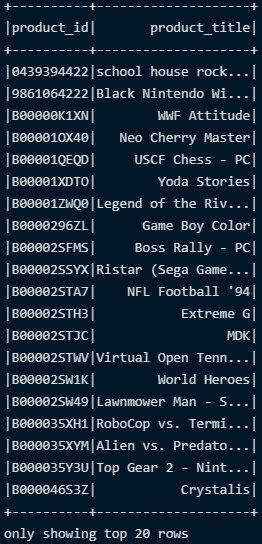 +----------+--------------------+
|product_id|       product_title|
+----------+--------------------+
|0439394422|school house rock...|
|9861064222|Black Nintendo Wi...|
|B00000K1XN|        WWF Attitude|
|B00001OX40|   Neo Cherry Master|
|B00001QEQD|     USCF Chess - PC|
|B00001XDTO|        Yoda Stories|
|B00001ZWQ0|Legend of the Riv...|
|B0000296ZL|      Game Boy Color|
|B00002SFMS|     Boss Rally - PC|
|B00002SSYX|Ristar (Sega Game...|
|B00002STA7|    NFL Football '94|
|B00002STH3|           Extreme G|
|B00002STJC|                 MDK|
|B00002STWV|Virtual Open Tenn...|
|B00002SW1K|        World Heroes|
|B00002SW49|Lawnmower Man - S...|
|B000035XH1|RoboCop vs. Termi...|
|B000035XYM|Alien vs. Predato...|
|B000035Y3U|Top Gear 2 - Nint...|
|B000046S3Z|           Crystalis|
+----------+--------------------+
only showing top 20 rows